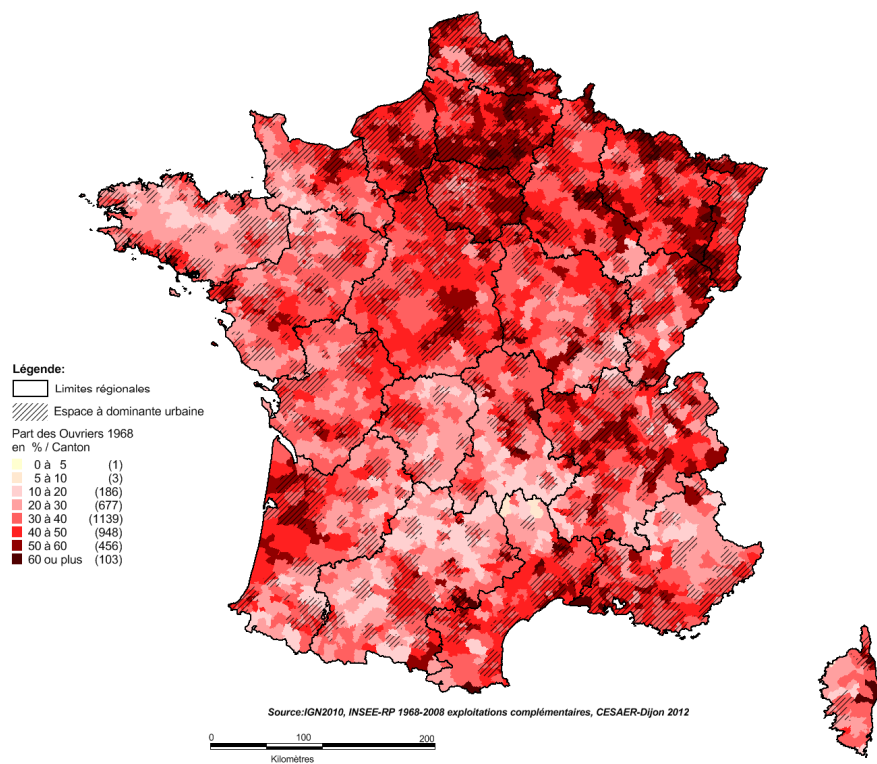 Légende:
Limites régionales
Espace à dominante urbaine
Part des Ouvriers 1968
en % / Canton
0 à 5 (1)
5 à 10 (3)
10 à 20 (186)
20 à 30 (677)
30 à 40 (1139)
40 à 50 (948)
50 à 60 (456)
60 ou plus (103)
Source:IGN2010, INSEE-RP 1968-2008 exploitations complémentaires, CESAER-Dijon 2012
0 100 200
Kilomètres